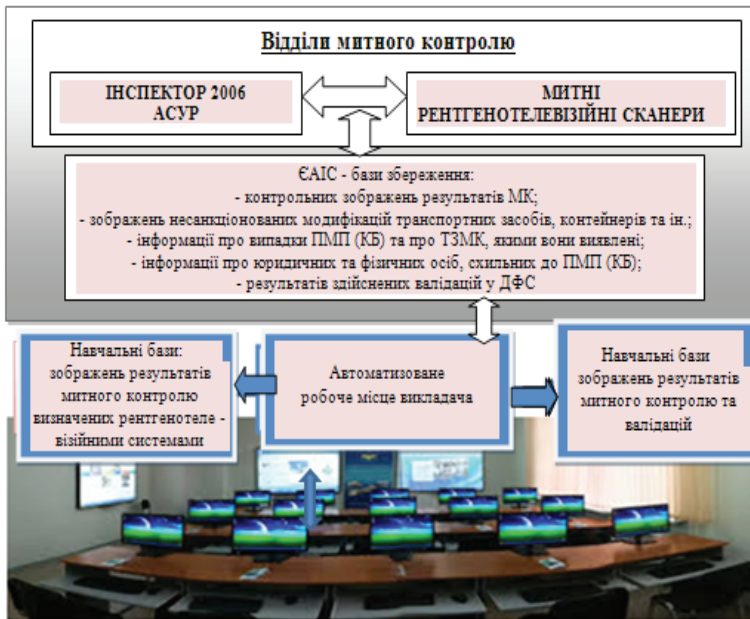 Відділи митного контролю
ІНСПЕКТОР 2006
АСУР
МИТНІ
РЕНТГЕНОТЕЛЕВІЗІЙНІ СКАНЕРИ
ЄАІС - бази збереження:
- контрольних зображень результатів МК;
- зображень несанкціонованих модифікацій транспортних засобів, контейнерів та ін.;
- інформації про випадки ПМП (КБ) та про ТЗМК, якими вони виявлені;
- інформації про юридичних та фізичних осіб, схильних до ПМП (КБ);
- результатів здійснених валідацій у ДФС
Навчальні бази:
зображень результатів
митного контролю
визначених рентгенотеле -
візійними системами
Автоматизоване
робоче місце викладача
Навчальні бази
зображень результатів
митного контролю та
валідацій